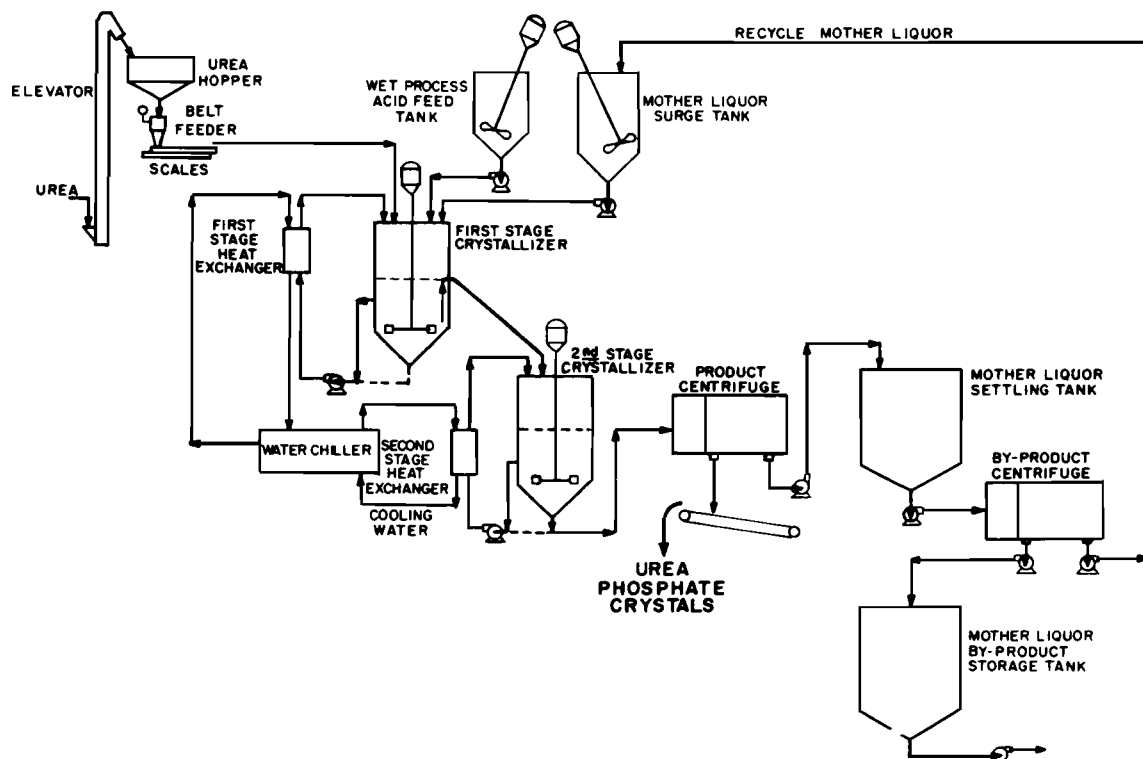 RECYCLE MOTHER LIQUOR
UREA
HOPPER
ELEVATOR
BELT
FEEDER
SCALES
UREA
WET PROCESS
ACID FEED
TANK
MOTHER LIQUOR
SURGE TANK
FIRST
STAGE
HEAT
EXCHANGER
FIRST STAGE
CRYSTALLIZER
2nd STAGE
CRYSTALLIZER
WATER CHILLER
SECOND
STAGE
HEAT
EXCHANGER
COOLING
WATER
PRODUCT
CENTRIFUGE
MOTHER LIQUOR
SETTLING TANK
BY-PRODUCT
CENTRIFUGE
UREA
PHOSPHATE
CRYSTALS
MOTHER LIQUOR
BY-PRODUCT
STORAGE TANK